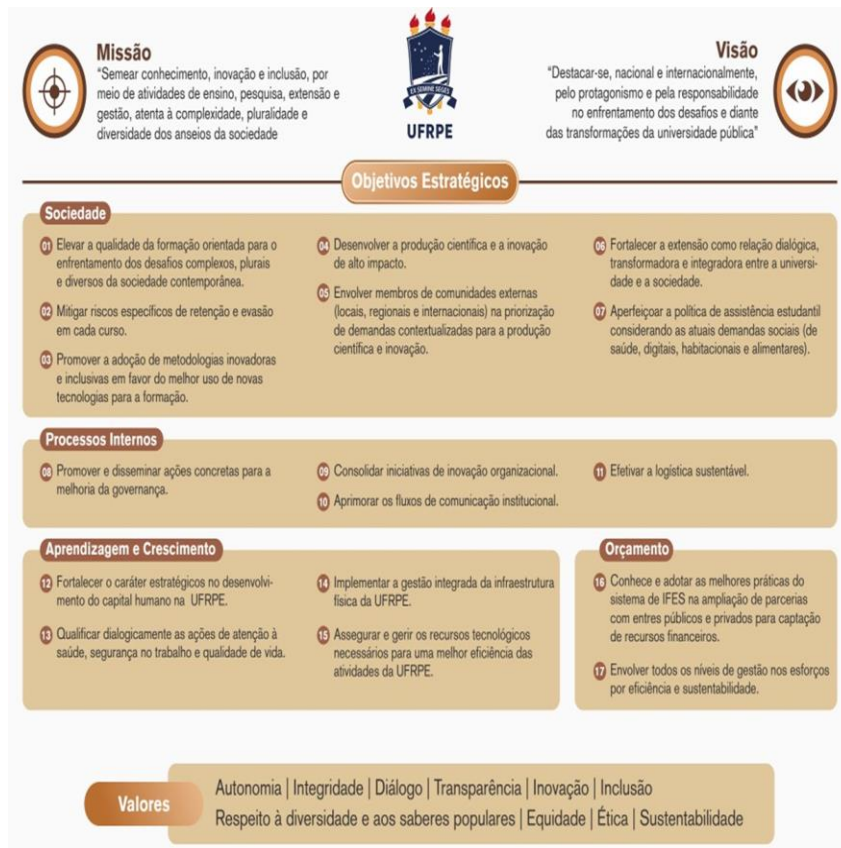 Missão
“Semear conhecimento, inovação e inclusão, por
meio de atividades de ensino, pesquisa, extensão e
gestão, atenta à complexidade, pluralidade e
diversidade dos anseios da sociedade
EX SEMINE SEGES
UFRPE
Visão
“Destacar-se, nacional e internacionalmente,
pelo protagonismo e pela responsabilidade
no enfrentamento dos desafios e diante
das transformações da universidade pública”
Objetivos Estratégicos
Sociedade
01 Elevar a qualidade da formação orientada para o
enfrentamento dos desafios complexos, plurais
e diversos da sociedade contemporânea.
02 Mitigar riscos específicos de retenção e evasão
em cada curso.
03 Promover a adoção de metodologias inovadoras
e inclusivas em favor do melhor uso de novas
tecnologias para a formação.
04 Desenvolver a produção científica e a inovação
de alto impacto.
05 Envolver membros de comunidades externas
(locais, regionais e internacionais) na priorização
de demandas contextualizadas para a produção
científica e inovação.
06 Fortalecer a extensão como relação dialógica,
transformadora e integradora entre a universi-
dade e a sociedade.
07 Aperfeiçoar a política de assistência estudantil
considerando as atuais demandas sociais (de
saúde, digitais, habitacionais e alimentares).
Processos Internos
08 Promover e disseminar ações concretas para a
melhoria da governança.
09 Consolidar iniciativas de inovação organizacional.
10 Aprimorar os fluxos de comunicação institucional.
11 Efetivar a logística sustentável.
Aprendizagem e Crescimento
12 Fortalecer o caráter estratégicos no desenvolvi-
mento do capital humano na UFRPE.
13 Qualificar dialogicamente as ações de atenção à
saúde, segurança no trabalho e qualidade de vida.
14 Implementar a gestão integrada da infraestrutura
física da UFRPE.
15 Assegurar e gerir os recursos tecnológicos
necessários para uma melhor eficiência das
atividades da UFRPE.
Orçamento
16 Conhece e adotar as melhores práticas do
sistema de IFES na ampliação de parcerias
com entres públicos e privados para captação
de recursos financeiros.
17 Envolver todos os níveis de gestão nos esforços
por eficiência e sustentabilidade.
Valores
Autonomia | Integridade | Diálogo | Transparência | Inovação | Inclusão
Respeito à diversidade e aos saberes populares | Equidade | Ética | Sustentabilidade